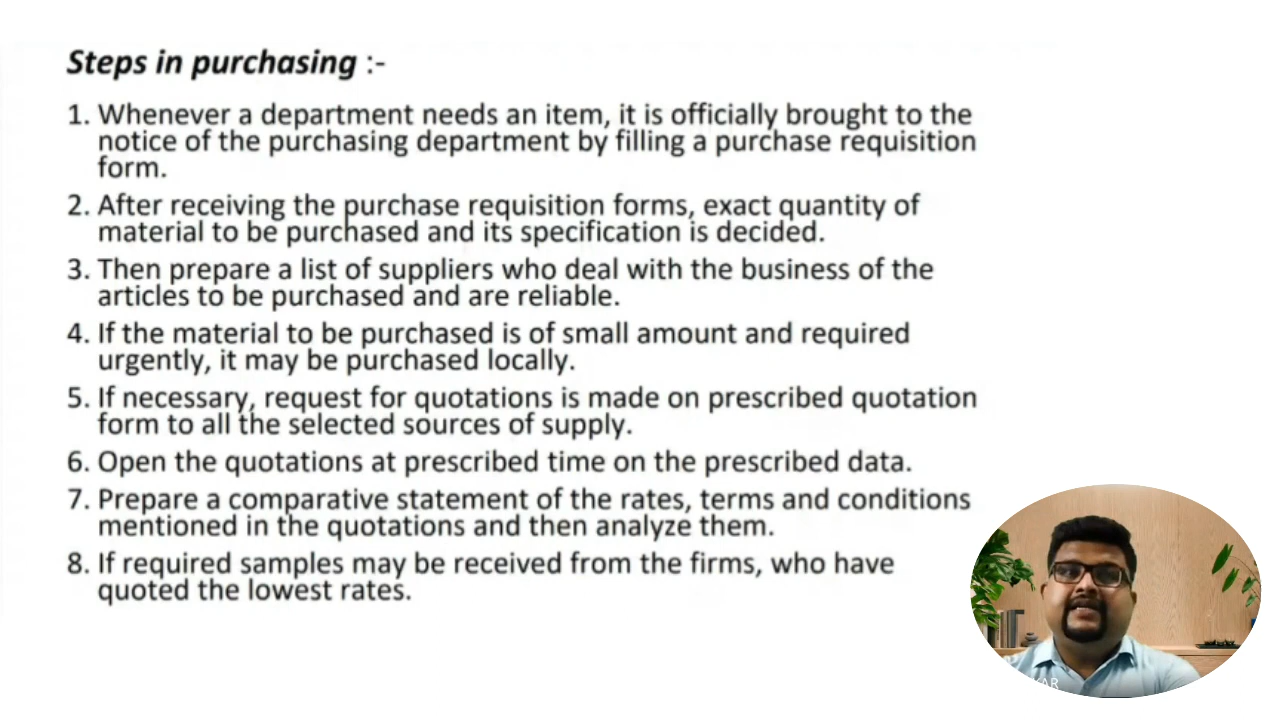 Steps in purchasing :-
1. Whenever a department needs an item, it is officially brought to the
notice of the purchasing department by filling a purchase requisition
form.
2. After receiving the purchase requisition forms, exact quantity of
material to be purchased and its specification is decided.
3. Then prepare a list of suppliers who deal with the business of the
articles to be purchased and are reliable.
4. If the material to be purchased is of small amount and required
urgently, it may be purchased locally.
5. If necessary, request for quotations is made on prescribed quotation
form to all the selected sources of supply.
6. Open the quotations at prescribed time on the prescribed data.
7. Prepare a comparative statement of the rates, terms and conditions
mentioned in the quotations and then analyze them.
8. If required samples may be received from the firms, who have
quoted the lowest rates.